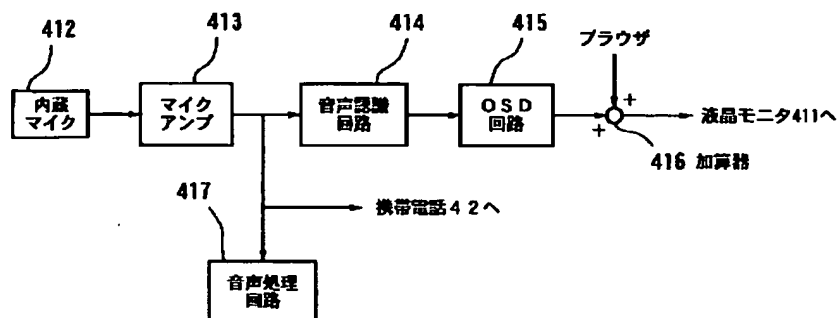 412
413
414
415
ブラウザ
内蔵
マイク
マイク
アンプ
音声認識
回路
OSD
回路
+
+
液晶モニタ411へ
416 加算器
417
携帯電話42へ
音声処理
回路